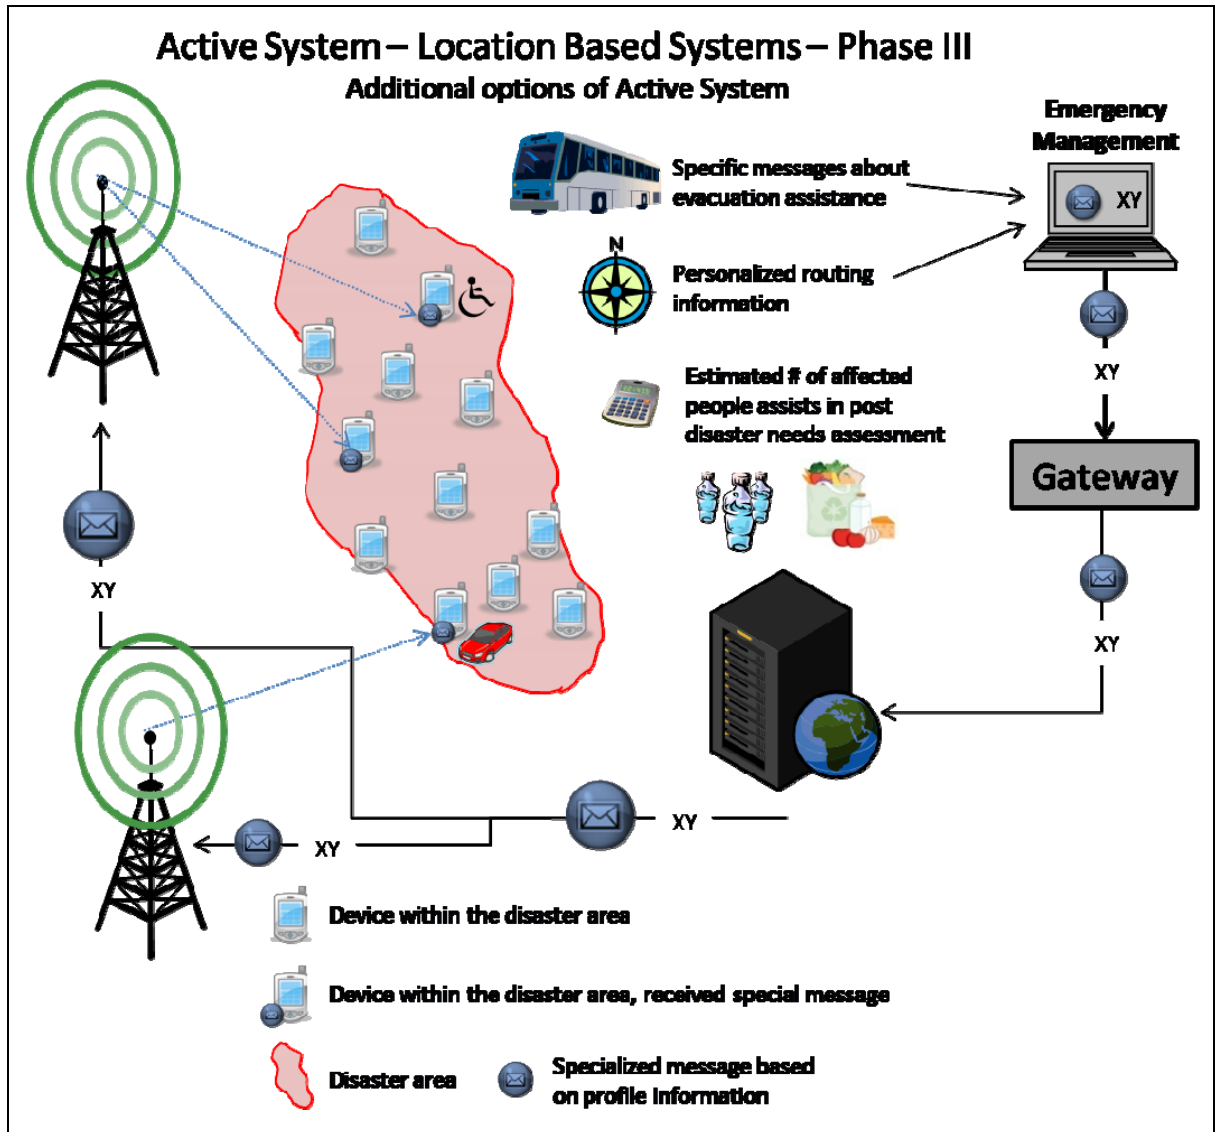 Active System – Location Based Systems – Phase III
Additional options of Active System
Emergency
Management
Specific messages about
evacuation assistance
XY
N
Personalized routing
information
XY
Estimated # of affected
people assists in post
disaster needs assessment
Gateway
XY
XY
XY
XY
Device within the disaster area
Device within the disaster area, received special message
Disaster area
Specialized message based
on profile Information